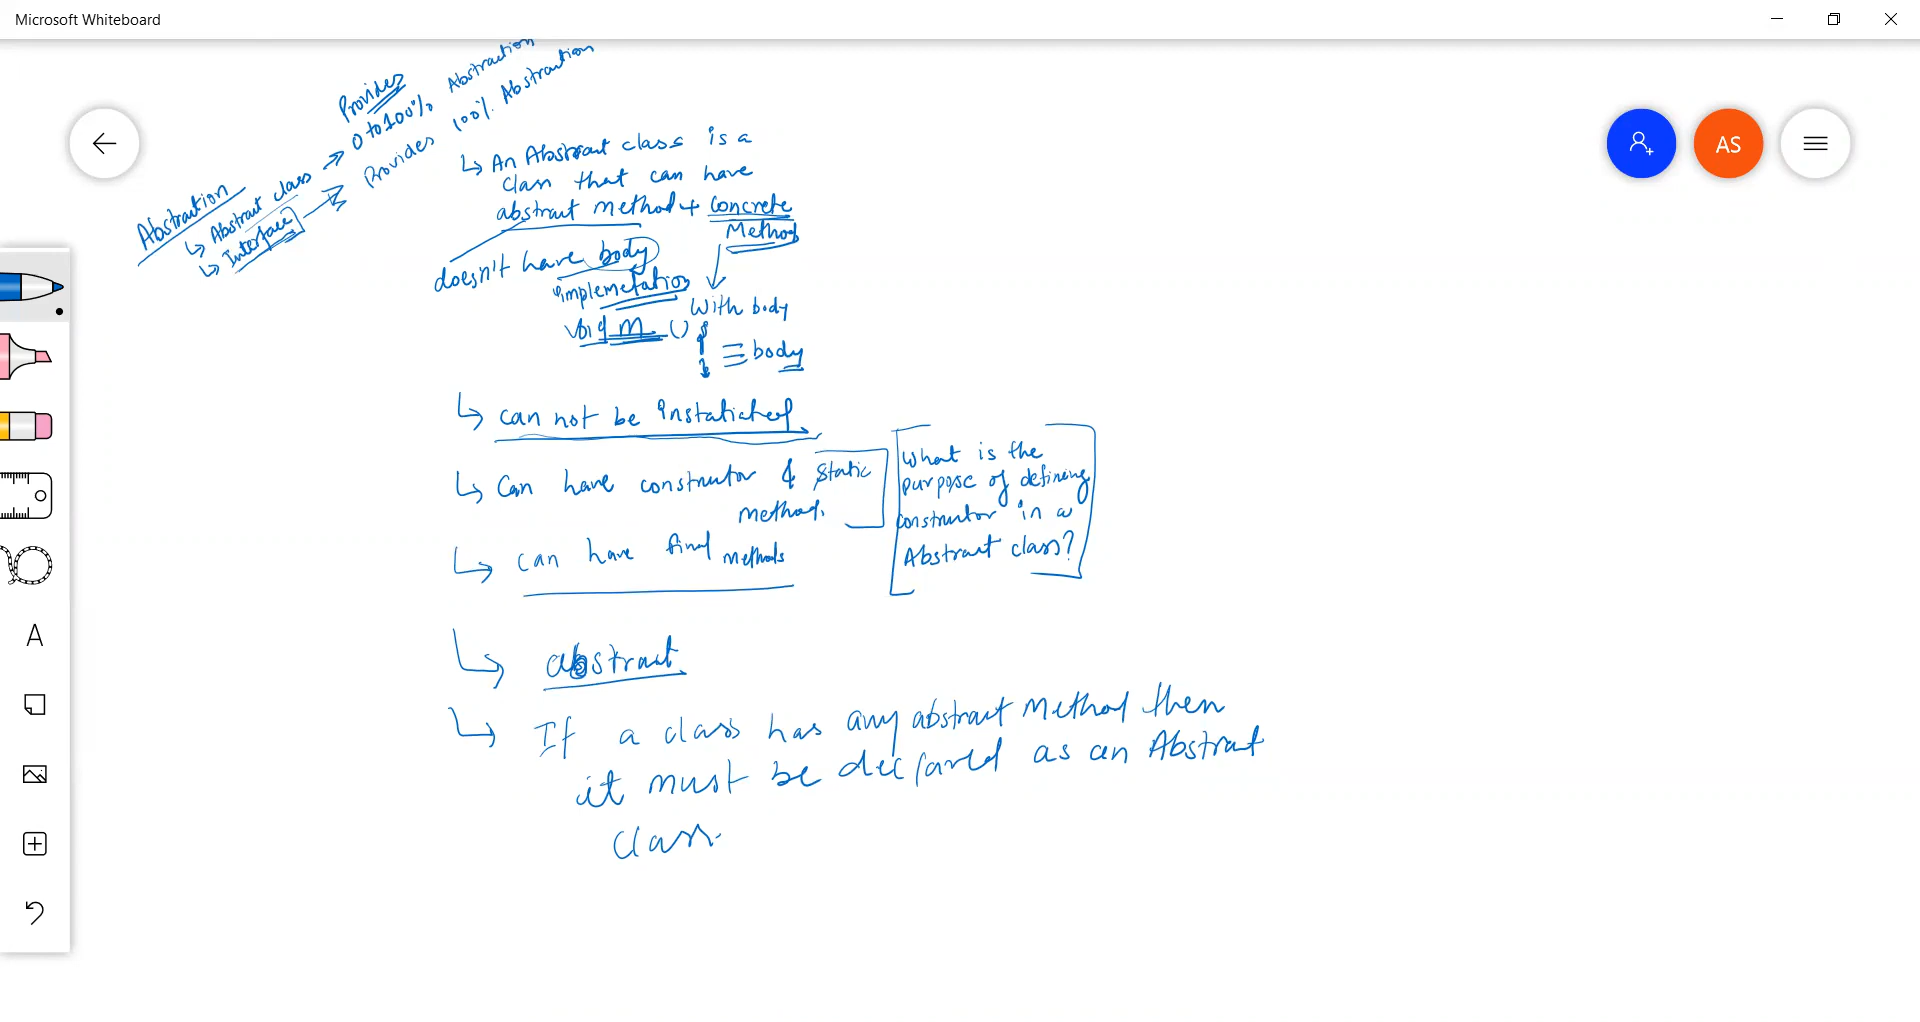 Microsoft Whiteboard
Abstraction
↳ Abstract class → Provides 0 to 100% Abstraction
↳ Interface → Provides 100% Abstraction
AS
↳ An Abstract class is a
class that can have
abstract method + Concrete
Method
doesn't have body
implemetation
void m ()
With body
body
↳ can not be
↳ Can have constructor & static
method.
↳ can have final methods
What is the
purpose of defining
constructor in a
Abstract class?
↳ abstract
↳ If a class has any abstract Method then
it must be declared as an Abstract
class.
A